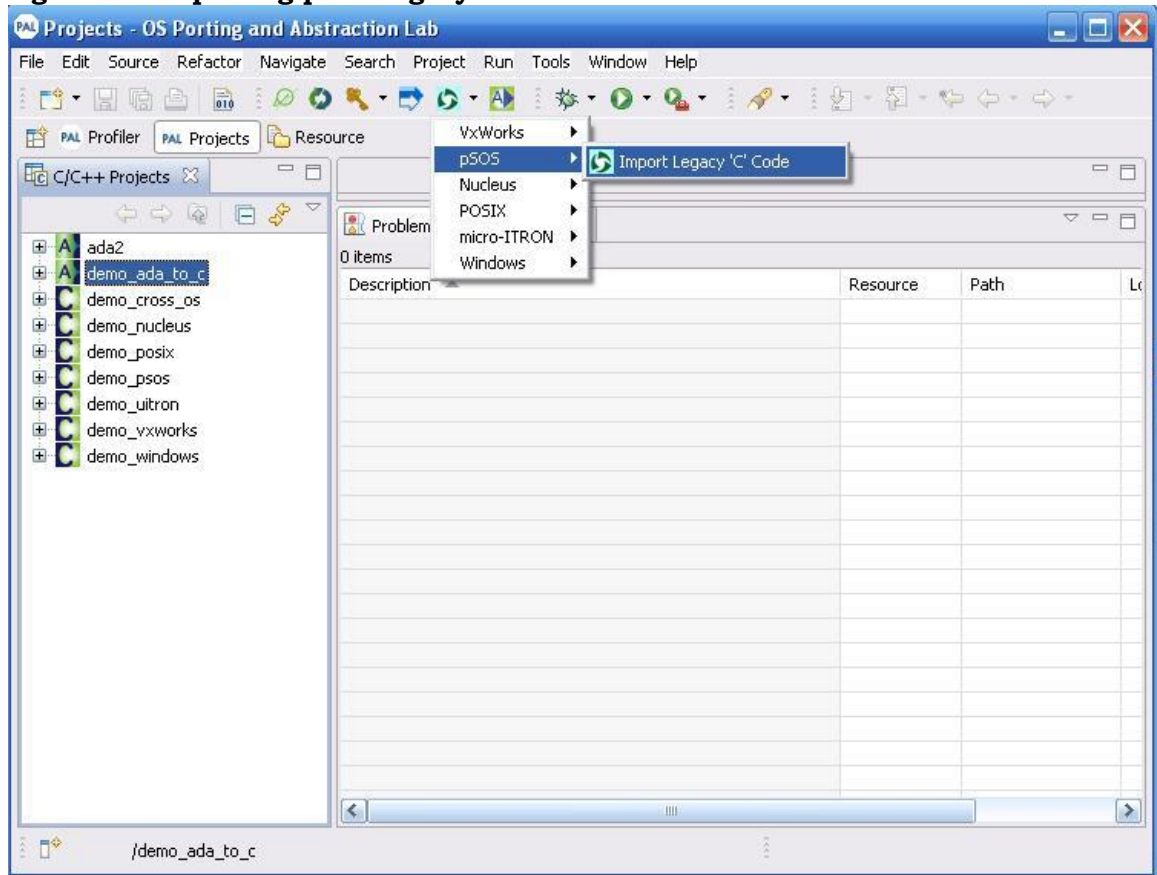 PAL Projects - OS Porting and Abstraction Lab
File Edit Source Refactor Navigate Search Project Run Tools Window Help
010
PAL Profiler PAL Projects Resource
VxWorks
pSOS
Import Legacy 'C' Code
Nucleus
POSIX
micro-ITRON
Windows
C/C++ Projects
A ada2
A demo_ada_to_c
C demo_cross_os
C demo_nucleus
C demo_posix
C demo_psos
C demo_uitron
C demo_vxworks
C demo_windows
Problem
0 items
Description Resource Path
/demo_ada_to_c